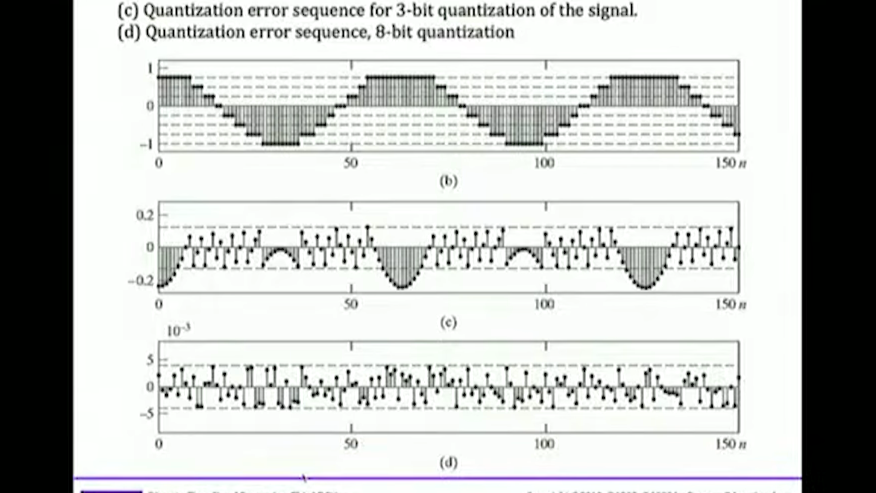 (c) Quantization error sequence for 3-bit quantization of the signal.
(d) Quantization error sequence, 8-bit quantization
1
0
−1
0 50 100 150 n
(b)
0.2
0
−0.2
0 50 100 150 n
(c)
10⁻³
5
0
−5
0 50 100 150 n
(d)